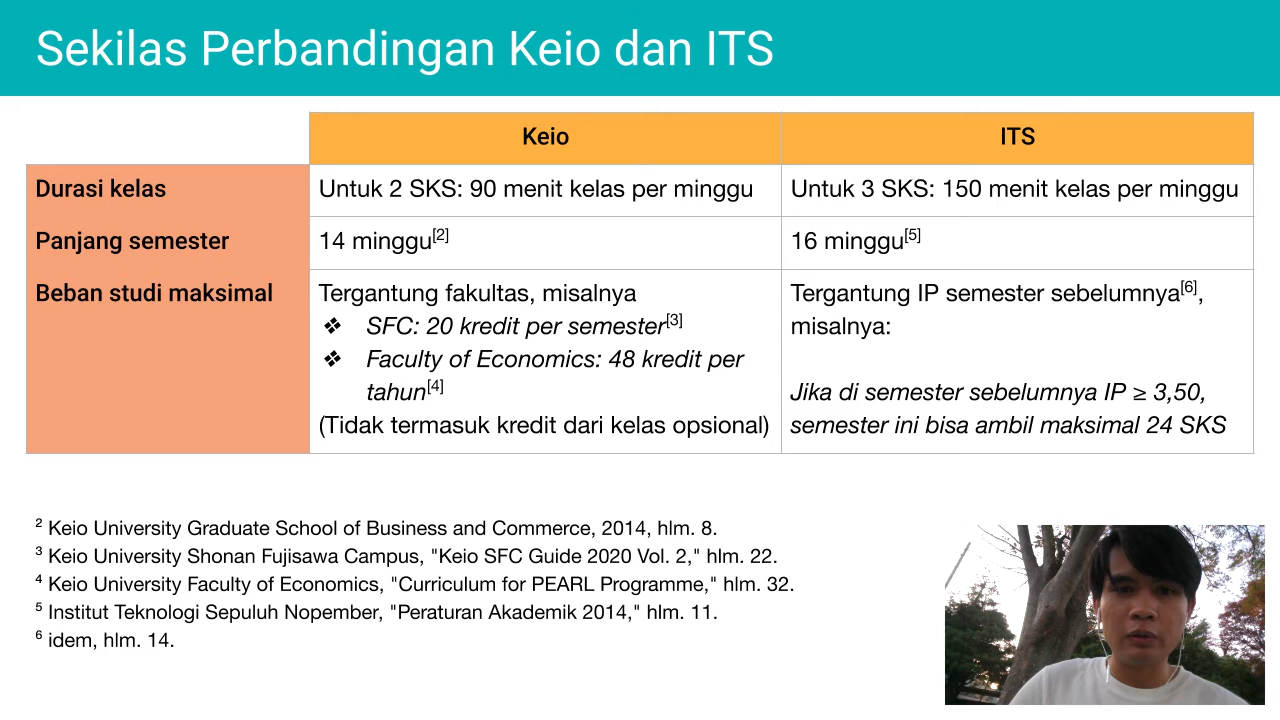 Sekilas Perbandingan Keio dan ITS
Keio
ITS
Durasi kelas
Untuk 2 SKS: 90 menit kelas per minggu
Untuk 3 SKS: 150 menit kelas per minggu
Panjang semester
14 minggu[2]
16 minggu[5]
Beban studi maksimal
Tergantung fakultas, misalnya
❖ SFC: 20 kredit per semester[3]
❖ Faculty of Economics: 48 kredit per
tahun[4]
(Tidak termasuk kredit dari kelas opsional)
Tergantung IP semester sebelumnya[6],
misalnya:
Jika di semester sebelumnya IP ≥ 3,50,
semester ini bisa ambil maksimal 24 SKS
2 Keio University Graduate School of Business and Commerce, 2014, hlm. 8.
3 Keio University Shonan Fujisawa Campus, "Keio SFC Guide 2020 Vol. 2," hlm. 22.
4 Keio University Faculty of Economics, "Curriculum for PEARL Programme," hlm. 32.
5 Institut Teknologi Sepuluh Nopember, "Peraturan Akademik 2014," hlm. 11.
6 idem, hlm. 14.